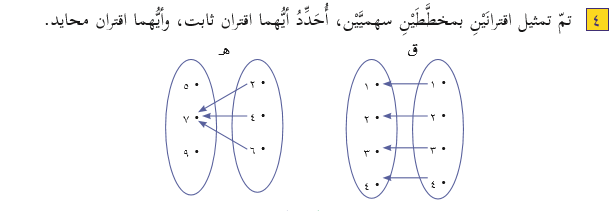 ٤ تمّ تمثيل اقترانَيْنِ بمخطَّطَيْنِ سهميَّيْن، أُحَدِّدُ أيُّهما اقتران ثابت، وأيُّهما اقتران محايد.
ق هـ
١ ١ ٢ ٥
٢ ٢ ٤ ٧
٣ ٣ ٦ ٩
٤ ٤